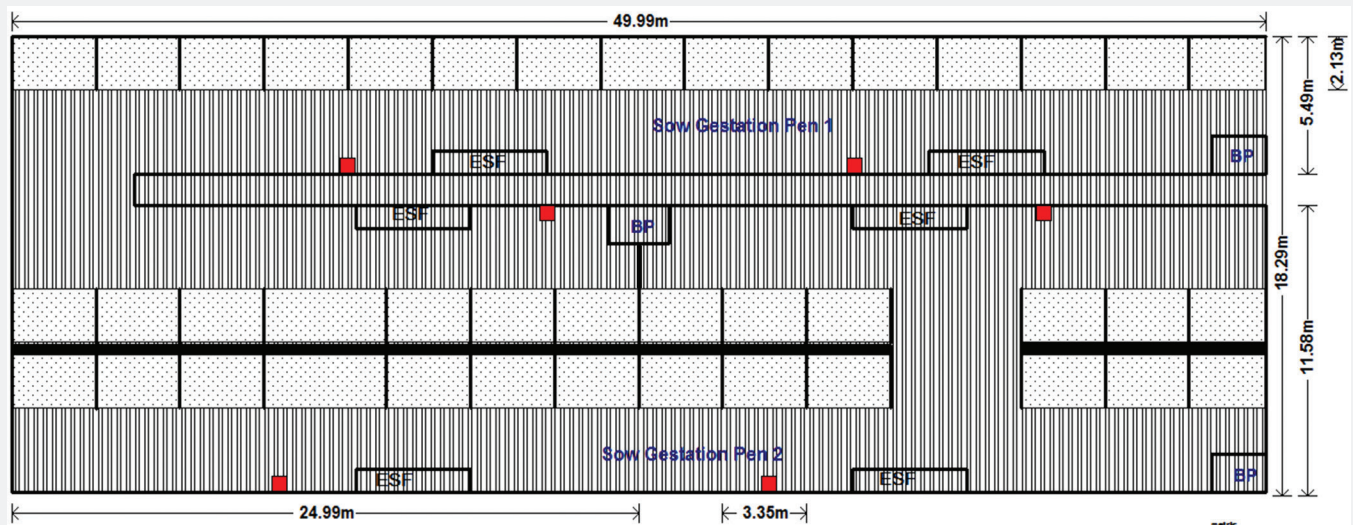 49.99m
2.13m
5.49m
Sow Gestation Pen 1
ESF
ESF
BP
ESF
BP
ESF
18.29m
11.58m
Sow Gestation Pen 2
ESF
ESF
BP
24.99m
3.35m